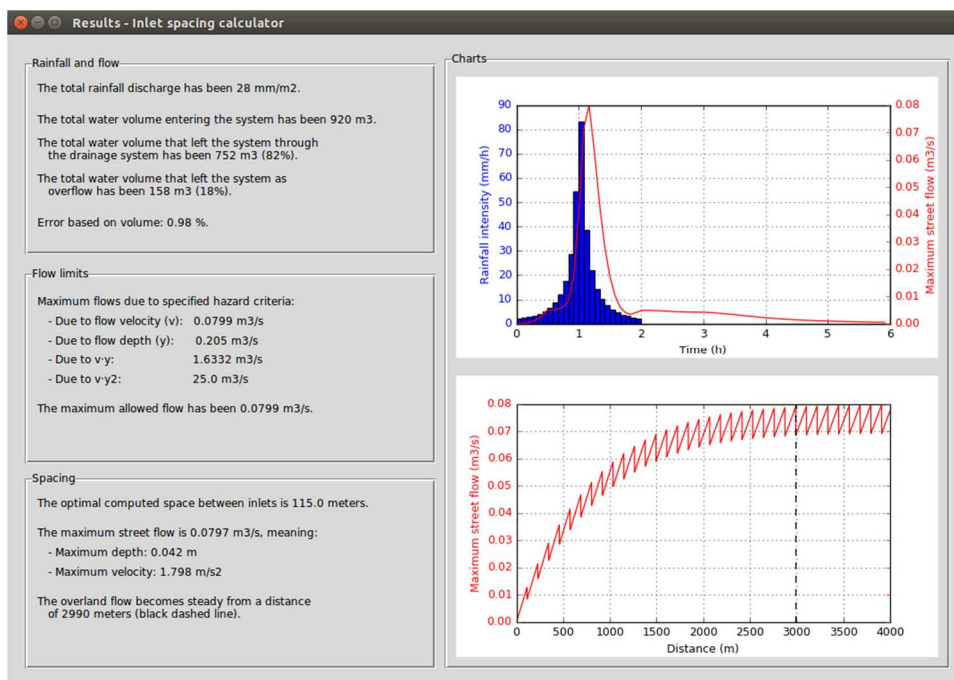 Results - Inlet spacing calculator
Rainfall and flow
The total rainfall discharge has been 28 mm/m2.
The total water volume entering the system has been 920 m3.
The total water volume that left the system through
the drainage system has been 752 m3 (82%).
The total water volume that left the system as
overflow has been 158 m3 (18%).
Error based on volume: 0.98 %.
Flow limits
Maximum flows due to specified hazard criteria:
- Due to flow velocity (v): 0.0799 m3/s
- Due to flow depth (y): 0.205 m3/s
- Due to v·y: 1.6332 m3/s
- Due to v·y2: 25.0 m3/s
The maximum allowed flow has been 0.0799 m3/s.
Spacing
The optimal computed space between inlets is 115.0 meters.
The maximum street flow is 0.0797 m3/s, meaning:
- Maximum depth: 0.042 m
- Maximum velocity: 1.798 m/s2
The overland flow becomes steady from a distance
of 2990 meters (black dashed line).
Charts
Rainfall intensity (mm/h)
90
80
70
60
50
40
30
20
10
0
0.08
0.07
0.06
0.05
0.04
0.03
0.02
0.01
0.00
Maximum street flow (m3/s)
0 1 2 3 4 5 6
Time (h)
Maximum street flow (m3/s)
0.08
0.07
0.06
0.05
0.04
0.03
0.02
0.01
0.00
0 500 1000 1500 2000 2500 3000 3500 4000
Distance (m)